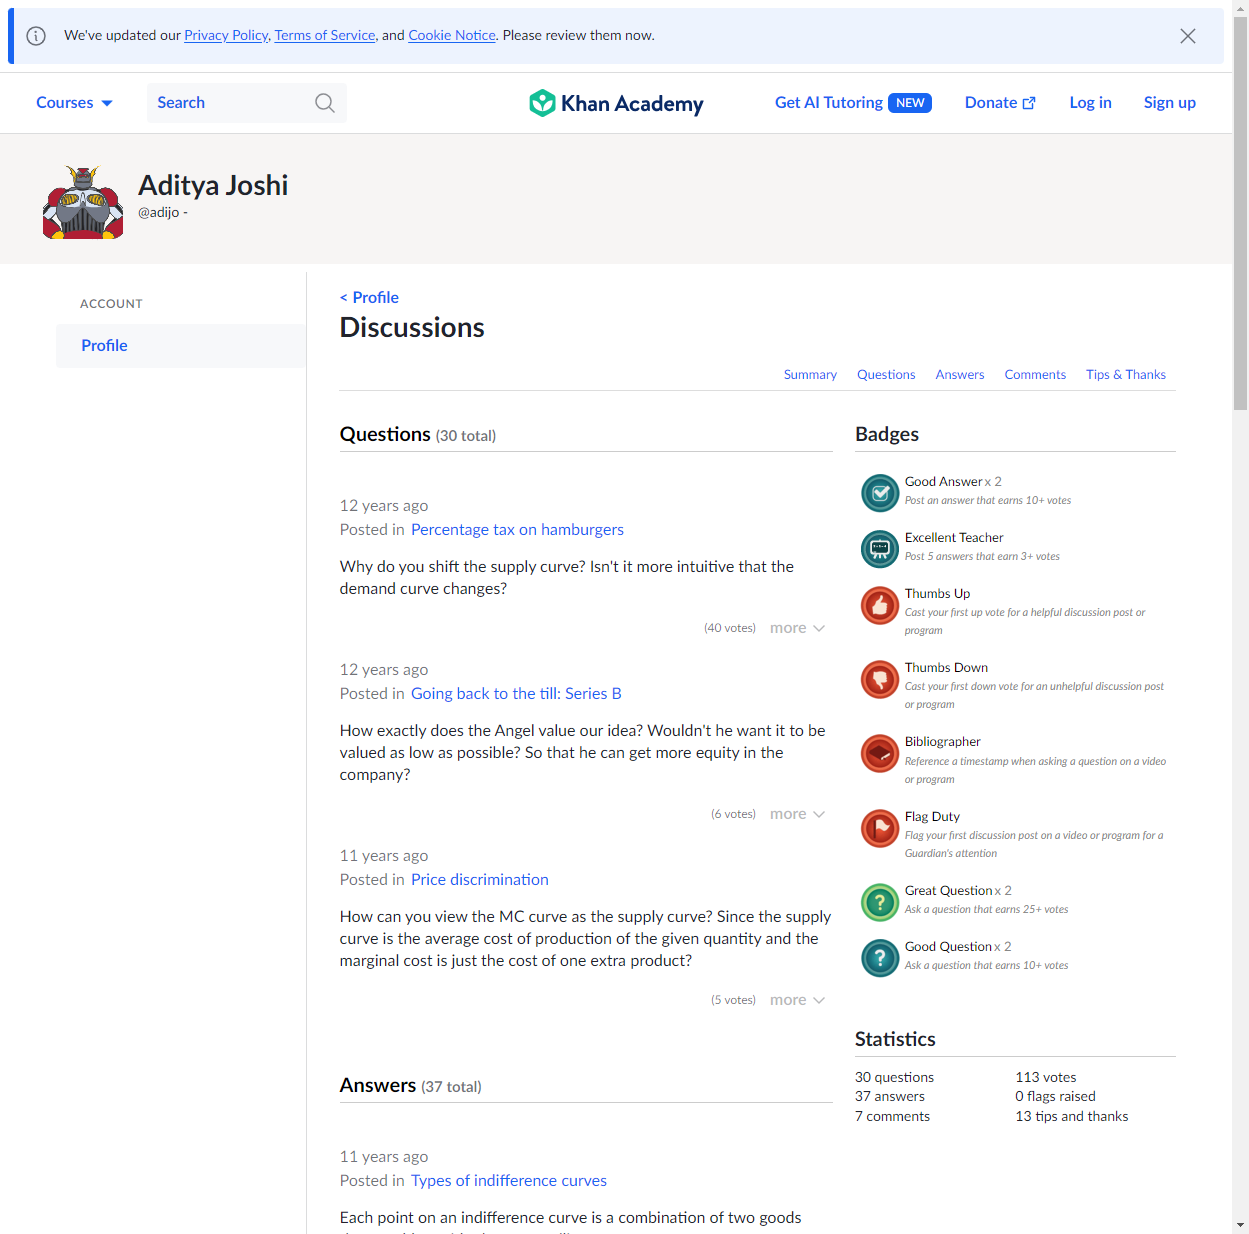 We've updated our Privacy Policy, Terms of Service, and Cookie Notice. Please review them now.
Courses
Search
Khan Academy
Get AI Tutoring NEW
Donate
Log in
Sign up
Aditya Joshi
@adijo -
ACCOUNT
Profile
< Profile
Discussions
Summary
Questions
Answers
Comments
Tips & Thanks
Questions (30 total)
12 years ago
Posted in Percentage tax on hamburgers
Why do you shift the supply curve? Isn't it more intuitive that the
demand curve changes?
(40 votes) more
12 years ago
Posted in Going back to the till: Series B
How exactly does the Angel value our idea? Wouldn't he want it to be
valued as low as possible? So that he can get more equity in the
company?
(6 votes) more
11 years ago
Posted in Price discrimination
How can you view the MC curve as the supply curve? Since the supply
curve is the average cost of production of the given quantity and the
marginal cost is just the cost of one extra product?
(5 votes) more
Answers (37 total)
11 years ago
Posted in Types of indifference curves
Each point on an indifference curve is a combination of two goods
Badges
Good Answer x 2
Post an answer that earns 10+ votes
Excellent Teacher
Post 5 answers that earn 3+ votes
Thumbs Up
Cast your first up vote for a helpful discussion post or
program
Thumbs Down
Cast your first down vote for an unhelpful discussion post
or program
Bibliographer
Reference a timestamp when asking a question on a video
or program
Flag Duty
Flag your first discussion post on a video or program for a
Guardian's attention
Great Question x 2
Ask a question that earns 25+ votes
Good Question x 2
Ask a question that earns 10+ votes
Statistics
30 questions
113 votes
37 answers
0 flags raised
7 comments
13 tips and thanks